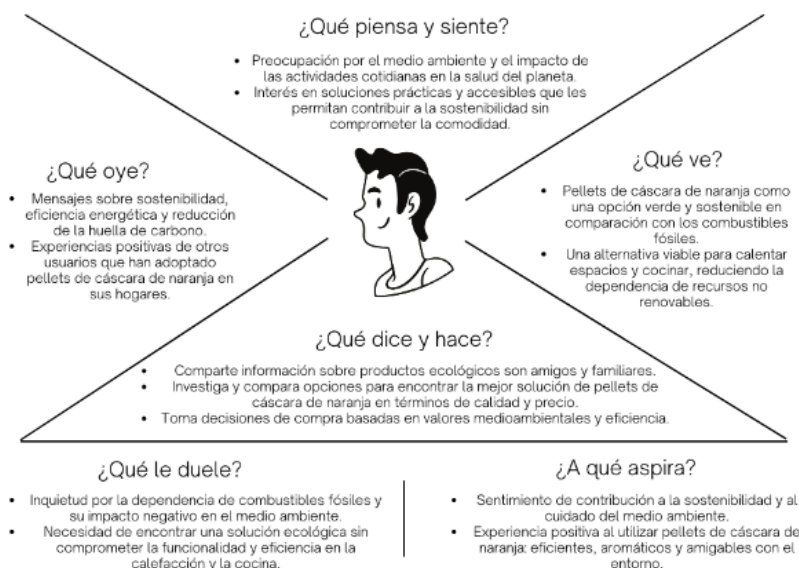 ¿Qué piensa y siente?
• Preocupación por el medio ambiente y el impacto de
las actividades cotidianas en la salud del planeta.
• Interés en soluciones prácticas y accesibles que les
permitan contribuir a la sostenibilidad sin
comprometer la comodidad.
¿Qué oye?
• Mensajes sobre sostenibilidad,
eficiencia energética y reducción
de la huella de carbono.
• Experiencias positivas de otros
usuarios que han adoptado
pellets de cáscara de naranja en
sus hogares.
¿Qué ve?
• Pellets de cáscara de naranja como
una opción verde y sostenible en
comparación con los combustibles
fósiles.
• Una alternativa viable para calentar
espacios y cocinar, reduciendo la
dependencia de recursos no
renovables.
¿Qué dice y hace?
• Comparte información sobre productos ecológicos son amigos y familiares.
• Investiga y compara opciones para encontrar la mejor solución de pellets de
cáscara de naranja en términos de calidad y precio.
• Toma decisiones de compra basadas en valores medioambientales y eficiencia.
¿Qué le duele?
• Inquietud por la dependencia de combustibles fósiles y
su impacto negativo en el medio ambiente.
• Necesidad de encontrar una solución ecológica sin
comprometer la funcionalidad y eficiencia en la
calefacción y la cocina.
¿A qué aspira?
• Sentimiento de contribución a la sostenibilidad y al
cuidado del medio ambiente.
• Experiencia positiva al utilizar pellets de cáscara de
naranja: eficientes, aromáticos y amigables con el
entorno.